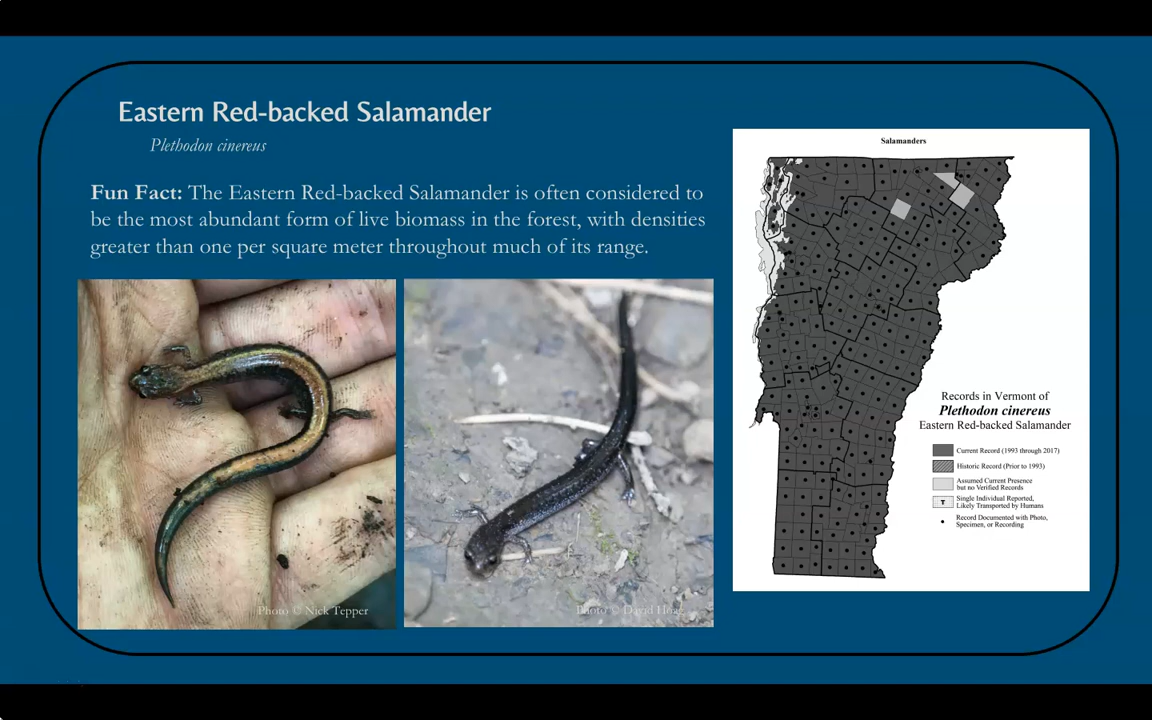 Eastern Red-backed Salamander
Plethodon cinereus
Fun Fact: The Eastern Red-backed Salamander is often considered to
be the most abundant form of live biomass in the forest, with densities
greater than one per square meter throughout much of its range.
Photo © Nick Tepper
Photo © David
Salamanders
Records in Vermont of
Plethodon cinereus
Eastern Red-backed Salamander
Current Record (1993 through 2017)
Historic Record (Prior to 1993)
Assumed Current Presence
but no Verified Records
T
Single Individual Reported,
Likely Transported by Humans
Record Documented with Photo,
Specimen, or Recording